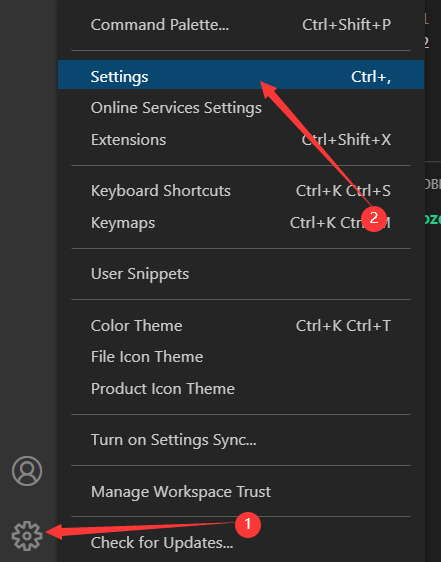 Command Palette... Ctrl+Shift+P
1
2
Settings Ctrl+,
Online Services Settings
Extensions Ctrl+Shift+X
Keyboard Shortcuts Ctrl+K Ctrl+S
Keymaps Ctrl+K
2
User Snippets
Color Theme Ctrl+K Ctrl+T
File Icon Theme
Product Icon Theme
Turn on Settings Sync...
Manage Workspace Trust
1
Check for Updates...